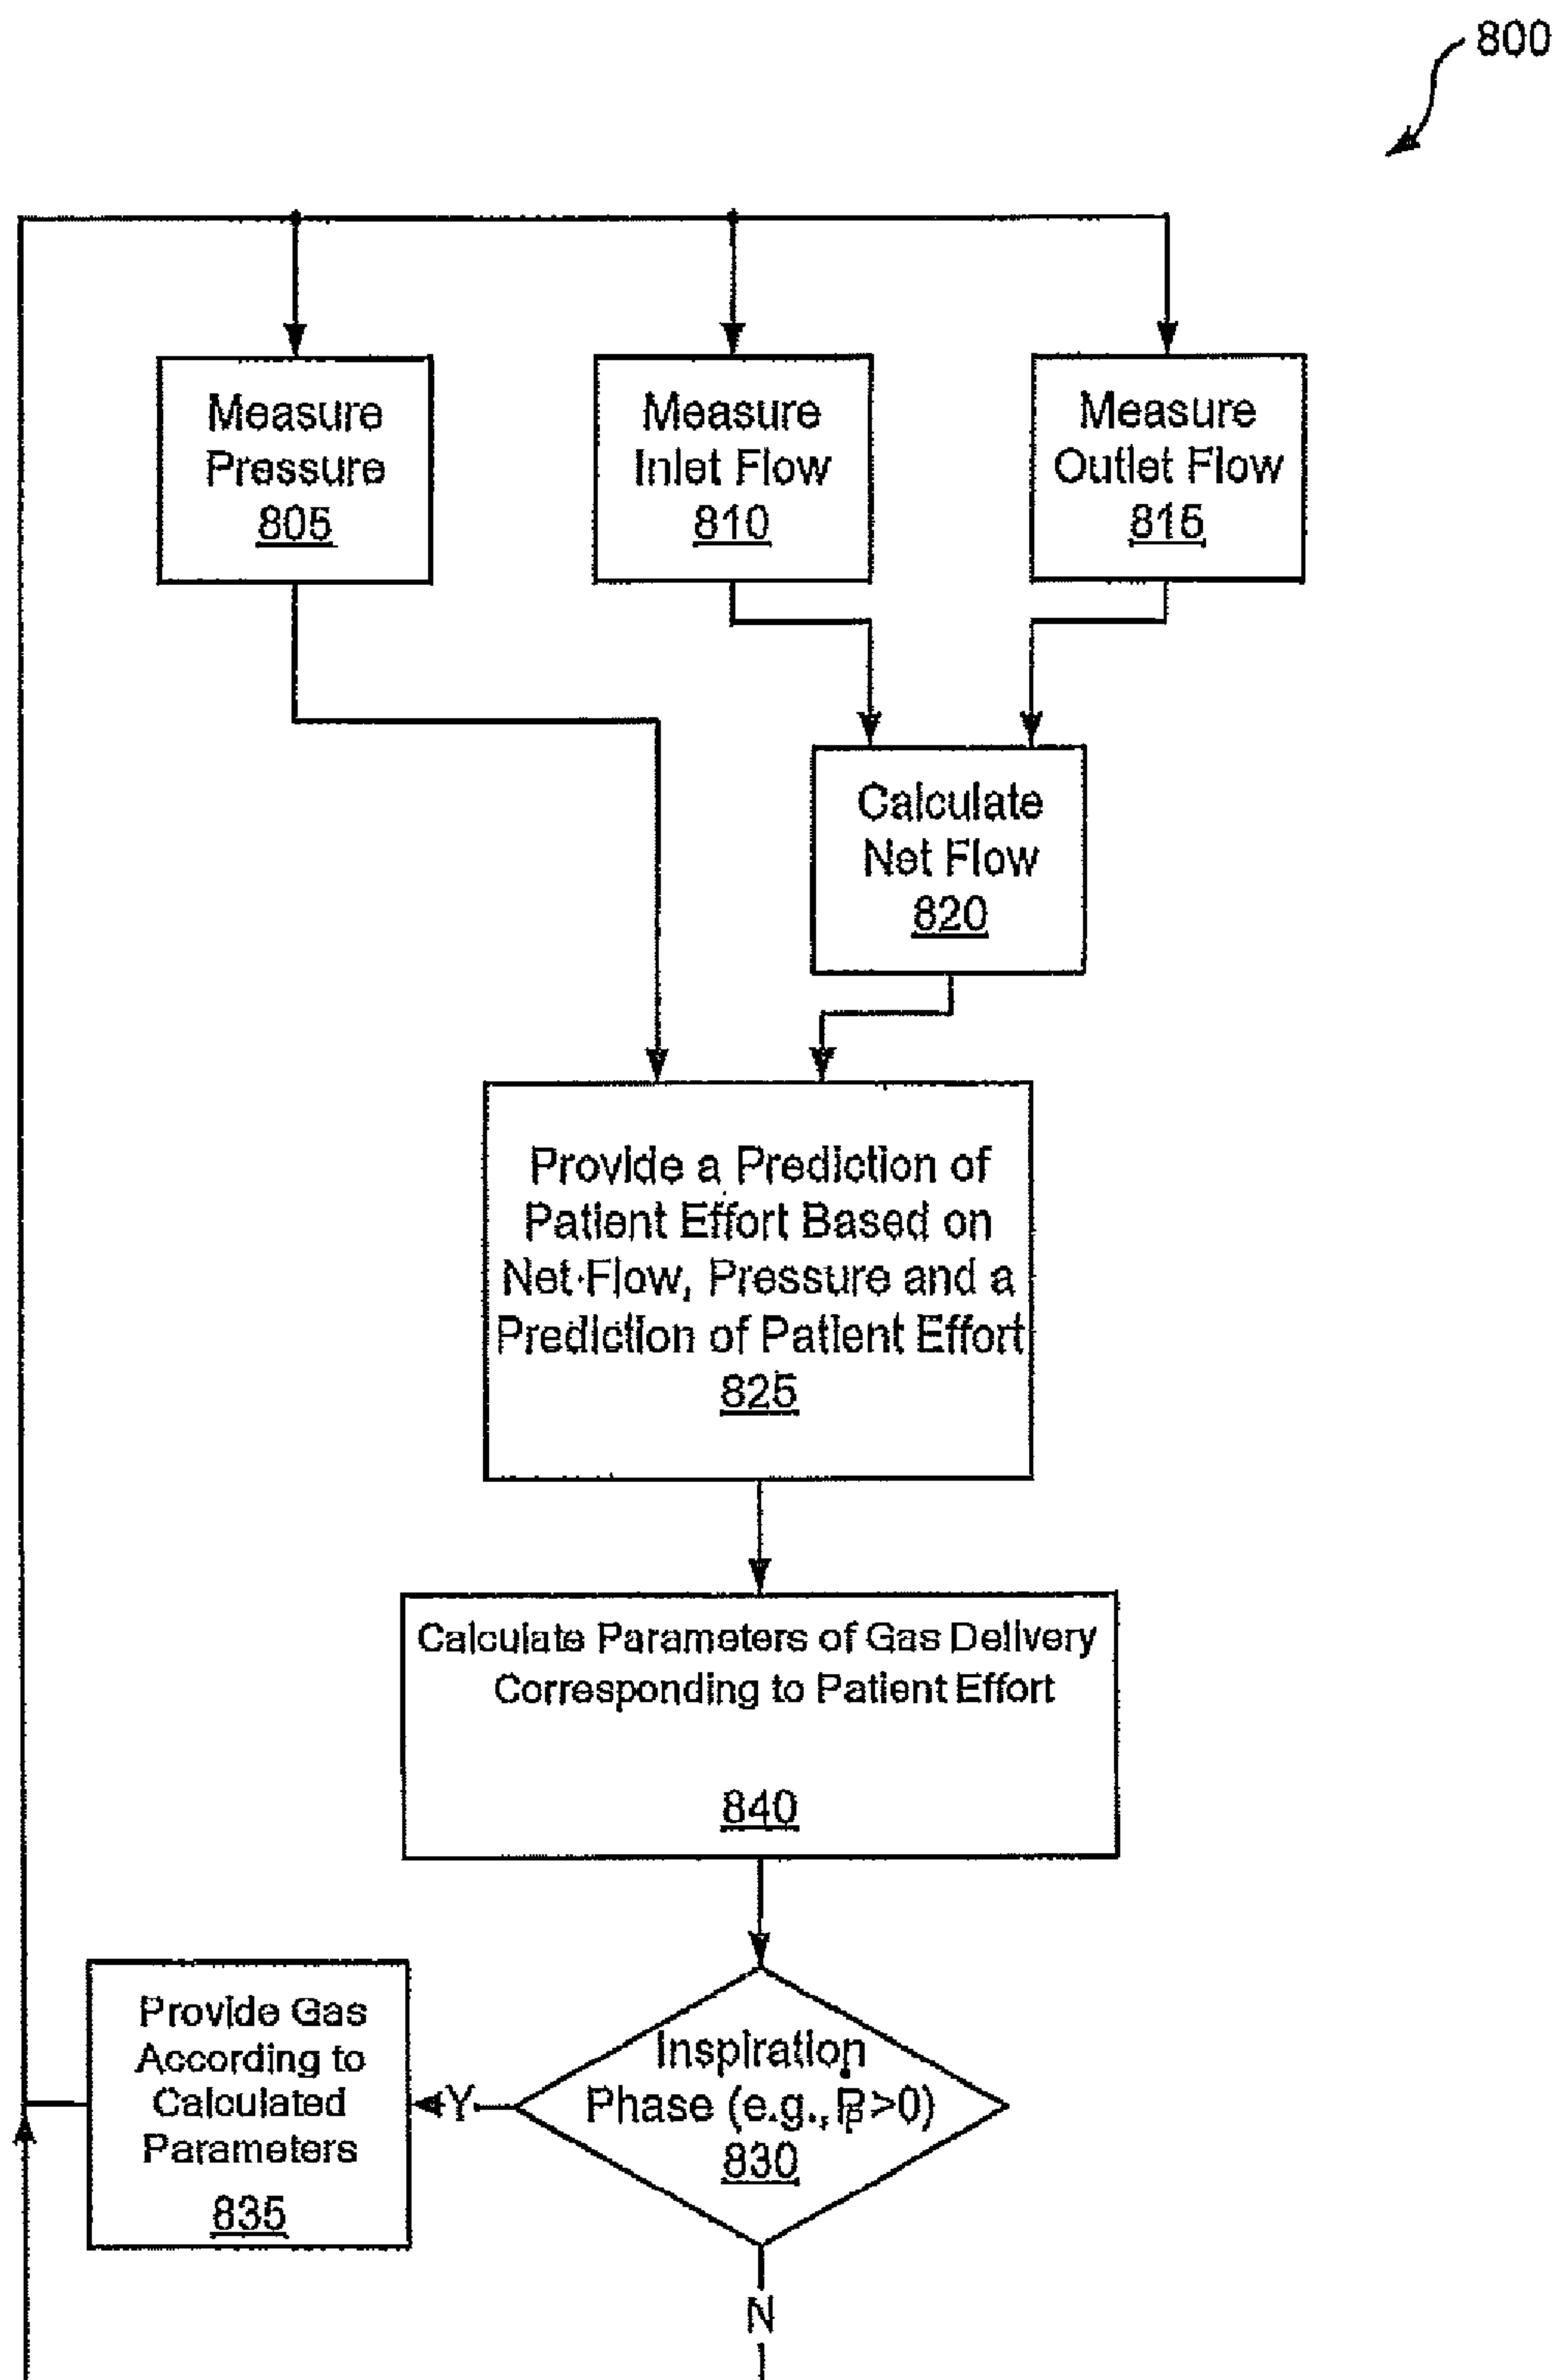 800
Measure
Pressure
805
Measure
Inlet Flow
810
Measure
Outlet Flow
815
Calculate
Net Flow
820
Provide a Prediction of
Patient Effort Based on
Net Flow, Pressure and a
Prediction of Patient Effort
825
Calculate Parameters of Gas Delivery
Corresponding to Patient Effort
840
Provide Gas
According to
Calculated
Parameters
835
Y
Inspiration
Phase (e.g., >0)
830
N